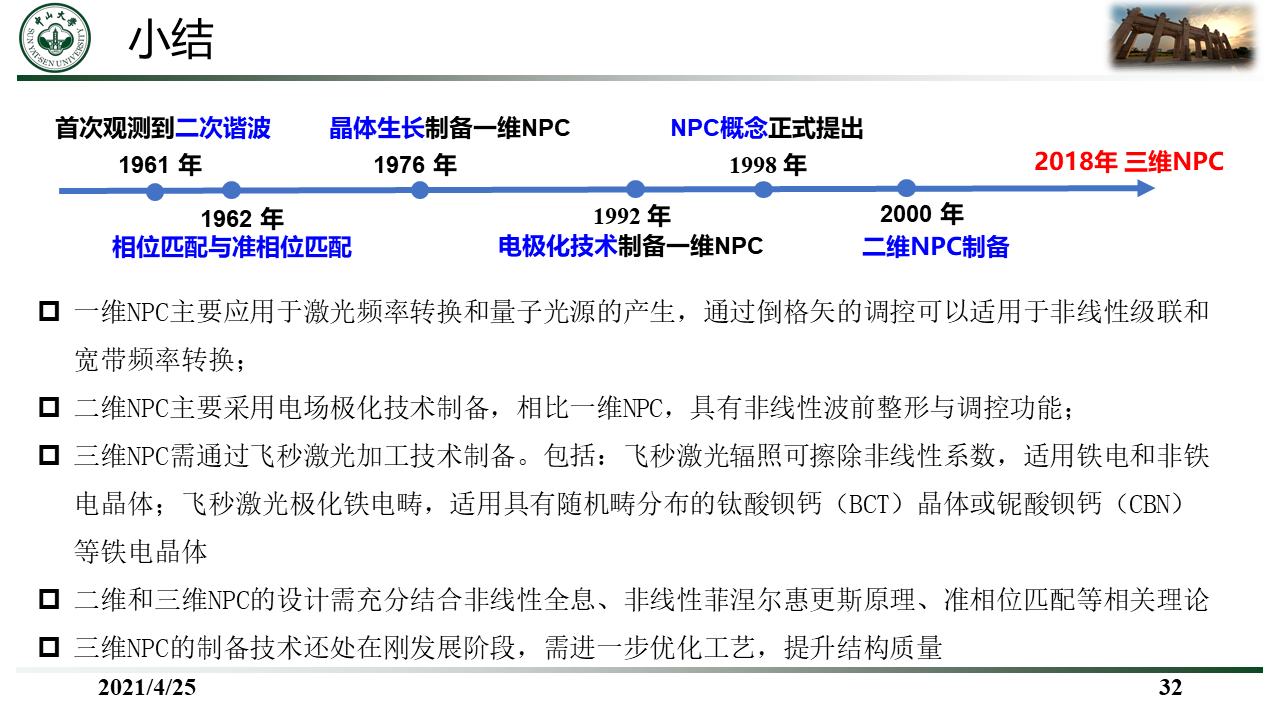 中山大学
SUN YAT-SEN UNIVERSITY
小结
首次观测到二次谐波
晶体生长制备一维NPC
NPC概念正式提出
1961 年
1976 年
1998 年
2018年 三维NPC
1962 年
1992 年
2000 年
相位匹配与准相位匹配
电极化技术制备一维NPC
二维NPC制备
一维NPC主要应用于激光频率转换和量子光源的产生，通过倒格矢的调控可以适用于非线性级联和
宽带频率转换；
二维NPC主要采用电场极化技术制备，相比一维NPC，具有非线性波前整形与调控功能；
三维NPC需通过飞秒激光加工技术制备。包括：飞秒激光辐照可擦除非线性系数，适用铁电和非铁
电晶体；飞秒激光极化铁电畴，适用具有随机畴分布的钛酸钡钙（BCT）晶体或铌酸钡钙（CBN）
等铁电晶体
二维和三维NPC的设计需充分结合非线性全息、非线性菲涅尔惠更斯原理、准相位匹配等相关理论
三维NPC的制备技术还处在刚发展阶段，需进一步优化工艺，提升结构质量
2021/4/25
32